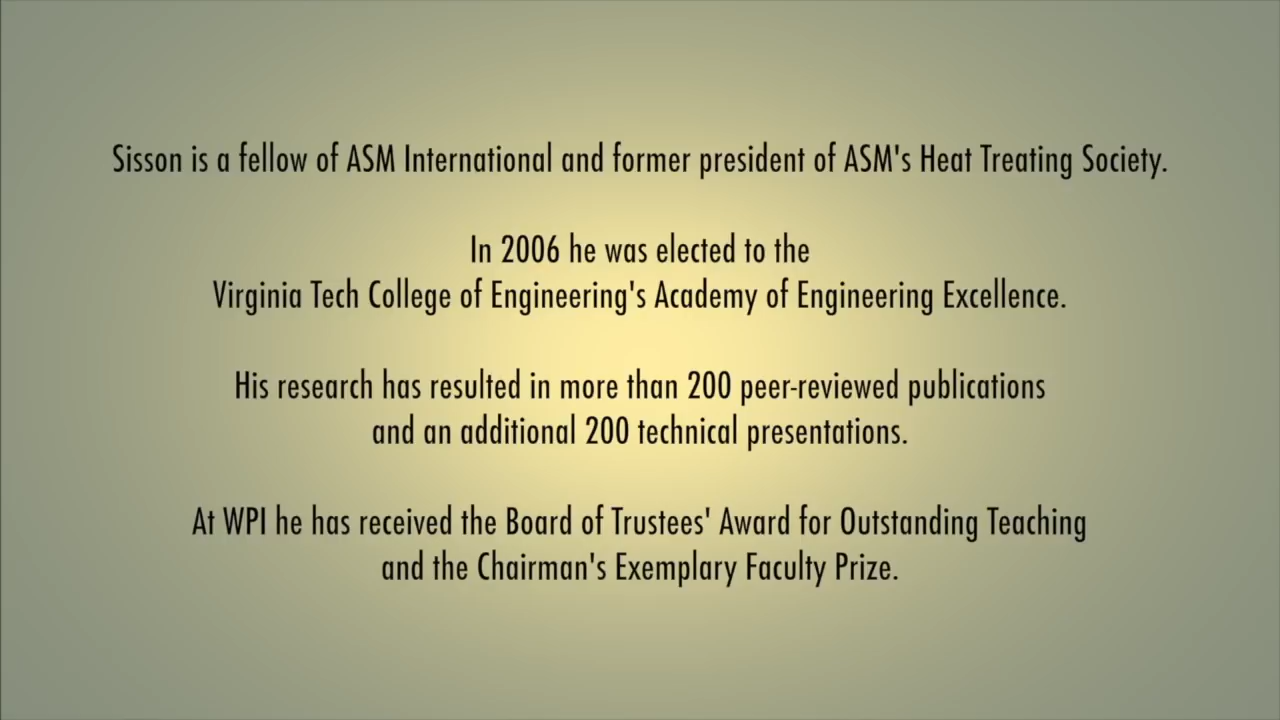 Sisson is a fellow of ASM International and former president of ASM's Heat Treating Society.
In 2006 he was elected to the
Virginia Tech College of Engineering's Academy of Engineering Excellence.
His research has resulted in more than 200 peer-reviewed publications
and an additional 200 technical presentations.
At WPI he has received the Board of Trustees' Award for Outstanding Teaching
and the Chairman's Exemplary Faculty Prize.